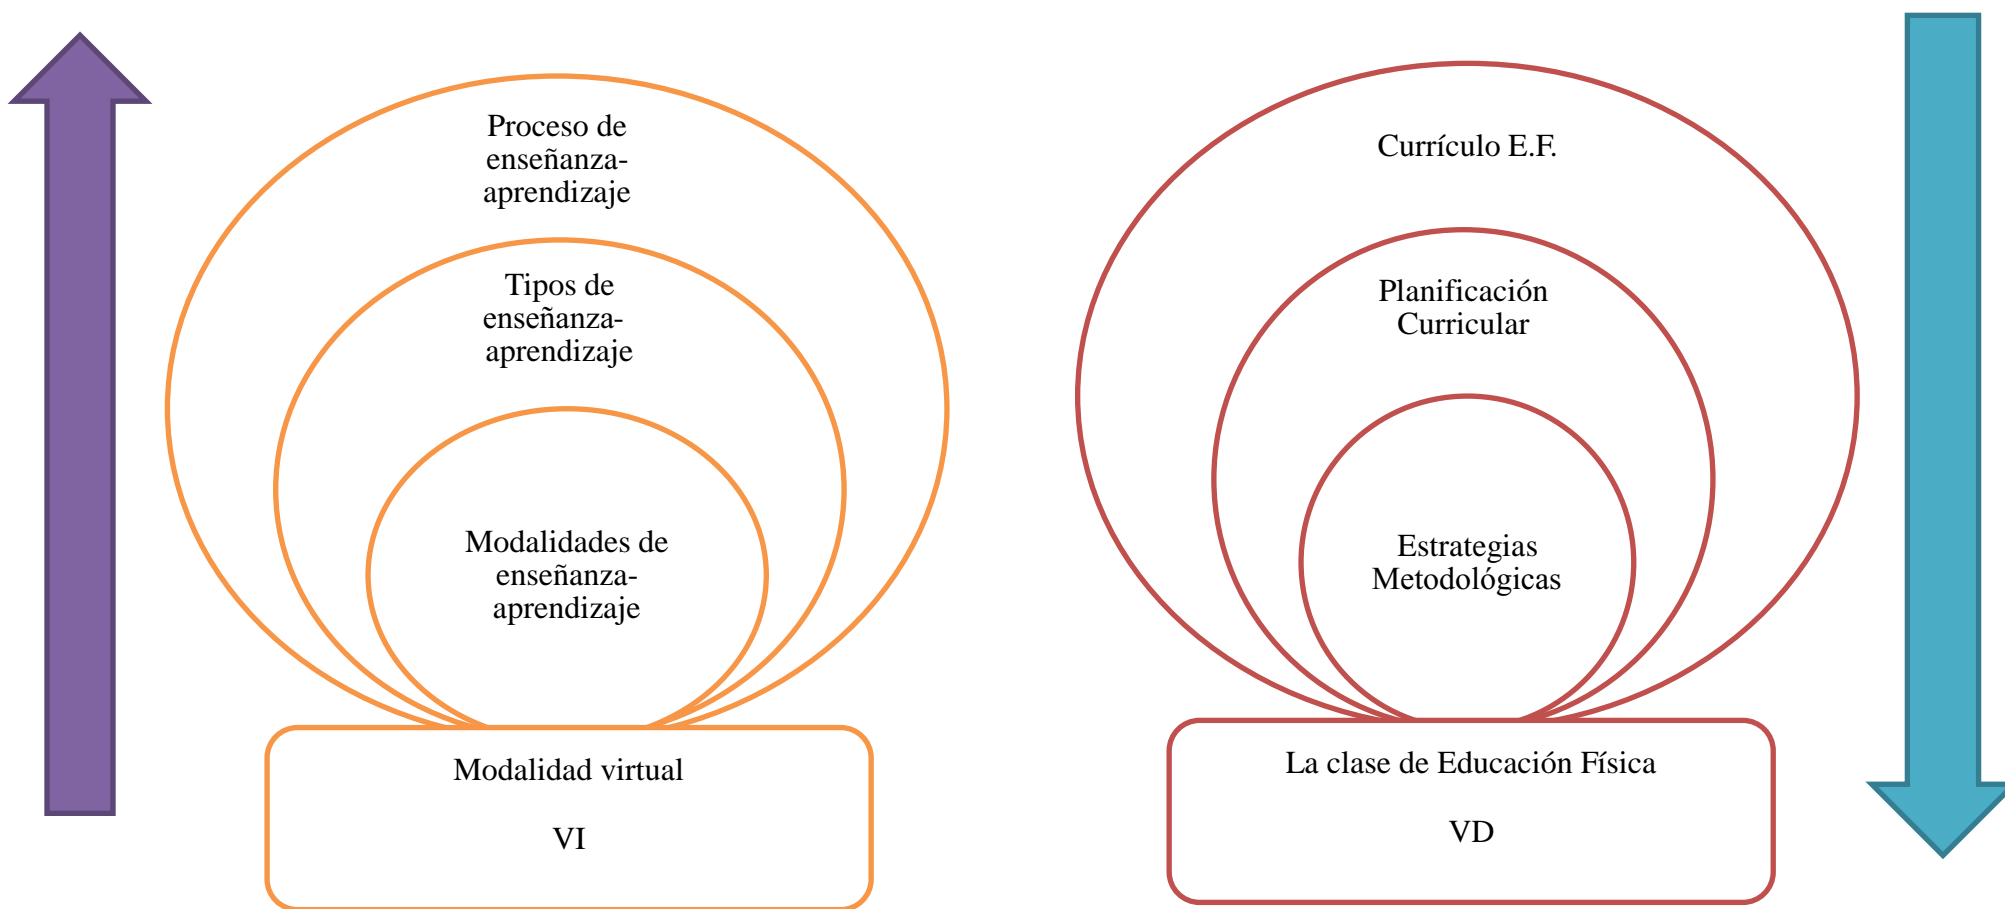 Proceso de
enseñanza-
aprendizaje
Tipos de
enseñanza-
aprendizaje
Modalidades de
enseñanza-
aprendizaje
Modalidad virtual
VI
Currículo E.F.
Planificación
Curricular
Estrategias
Metodológicas
La clase de Educación Física
VD